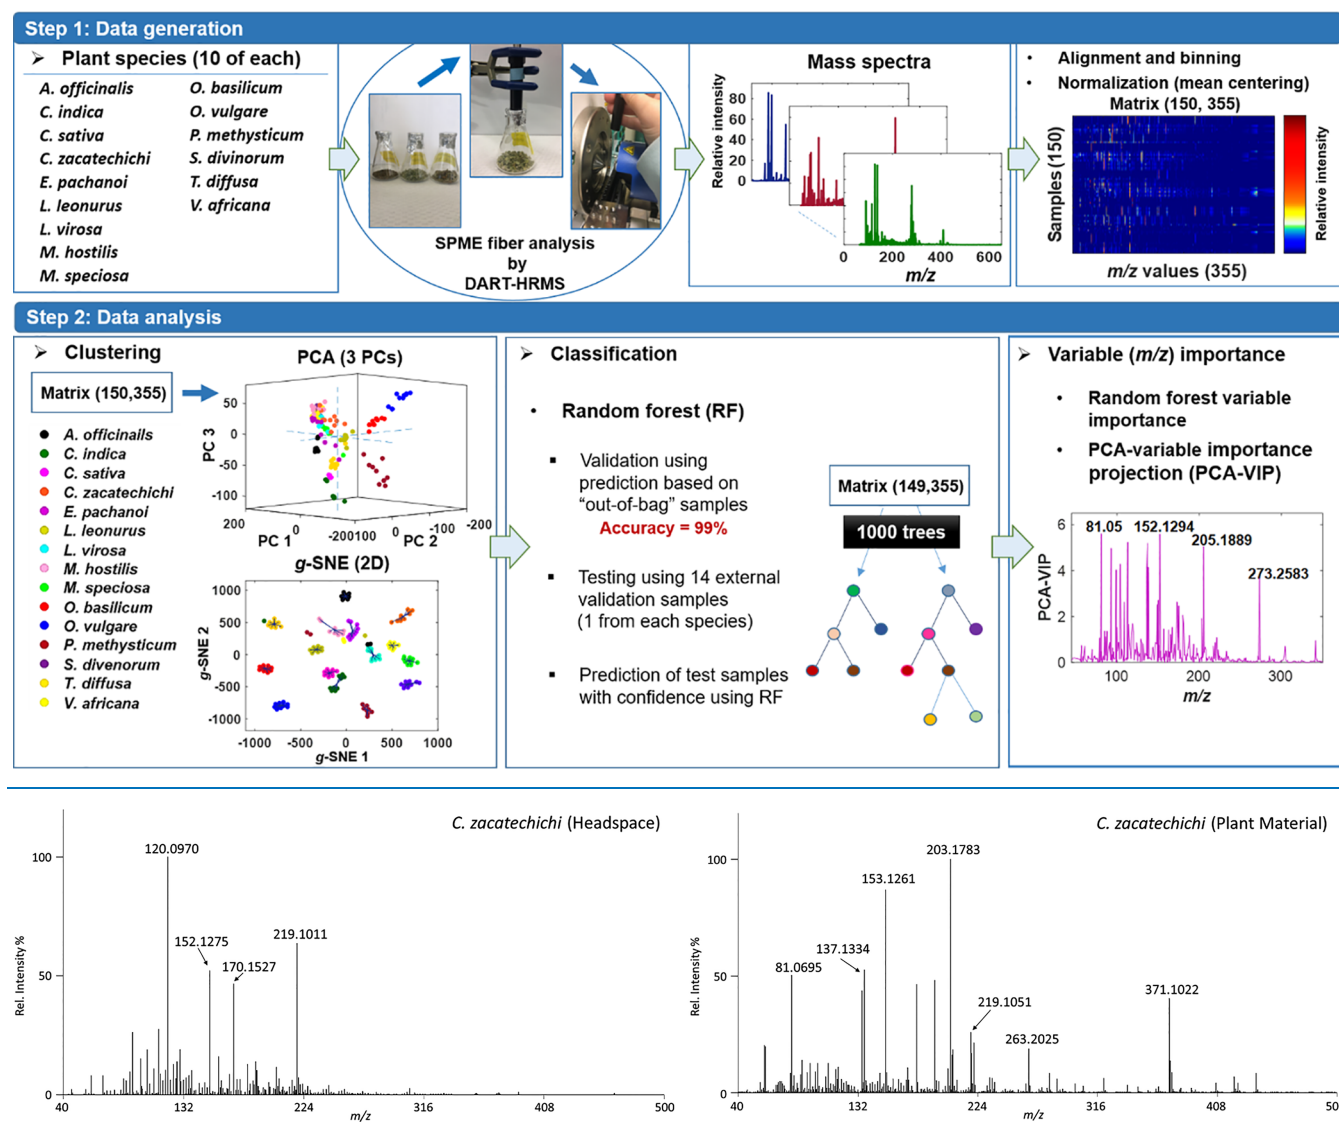 Step 1: Data generation
Plant species (10 of each)
A. officinalis
C. indica
C. sativa
C. zacatechichi
E. pachanoi
L. leonurus
L. virosa
M. hostilis
M. speciosa
O. basilicum
O. vulgare
P. methysticum
S. divinorum
T. diffusa
V. africana
SPME fiber analysis
by
DART-HRMS
Mass spectra
Relative intensity
80
60
40
20
0
0 200 400 600
m/z
• Alignment and binning
• Normalization (mean centering)
Matrix (150, 355)
Samples (150)
m/z values (355)
Relative intensity
Step 2: Data analysis
Clustering
Matrix (150,355)
A. officinails
C. indica
C. sativa
C. zacatechichi
E. pachanoi
L. leonurus
L. virosa
M. hostilis
M. speciosa
O. basilicum
O. vulgare
P. methysticum
S. divenorum
T. diffusa
V. africana
PCA (3 PCs)
PC 3
50
0
-50
-100
200 0 -200 100 0 -100 -200
PC 1 PC 2
g-SNE (2D)
g-SNE 2
1000
500
0
-500
-1000
-1000 -500 0 500 1000
g-SNE 1
Classification
• Random forest (RF)
Validation using
prediction based on
“out-of-bag” samples
Accuracy = 99%
Testing using 14 external
validation samples
(1 from each species)
Prediction of test samples
with confidence using RF
Matrix (149,355)
1000 trees
Variable (m/z) importance
• Random forest variable
importance
• PCA-variable importance
projection (PCA-VIP)
PCA-VIP
6
4
2
0
81.05 152.1294
205.1889
273.2583
100 200 300
m/z
C. zacatechichi (Headspace)
Rel. Intensity %
100
50
0
120.0970
152.1275
170.1527
219.1011
40 132 224 316 408 500
m/z
C. zacatechichi (Plant Material)
Rel. Intensity %
100
50
0
203.1783
153.1261
137.1334
81.0695
219.1051
263.2025
371.1022
40 132 224 316 408 50
m/z